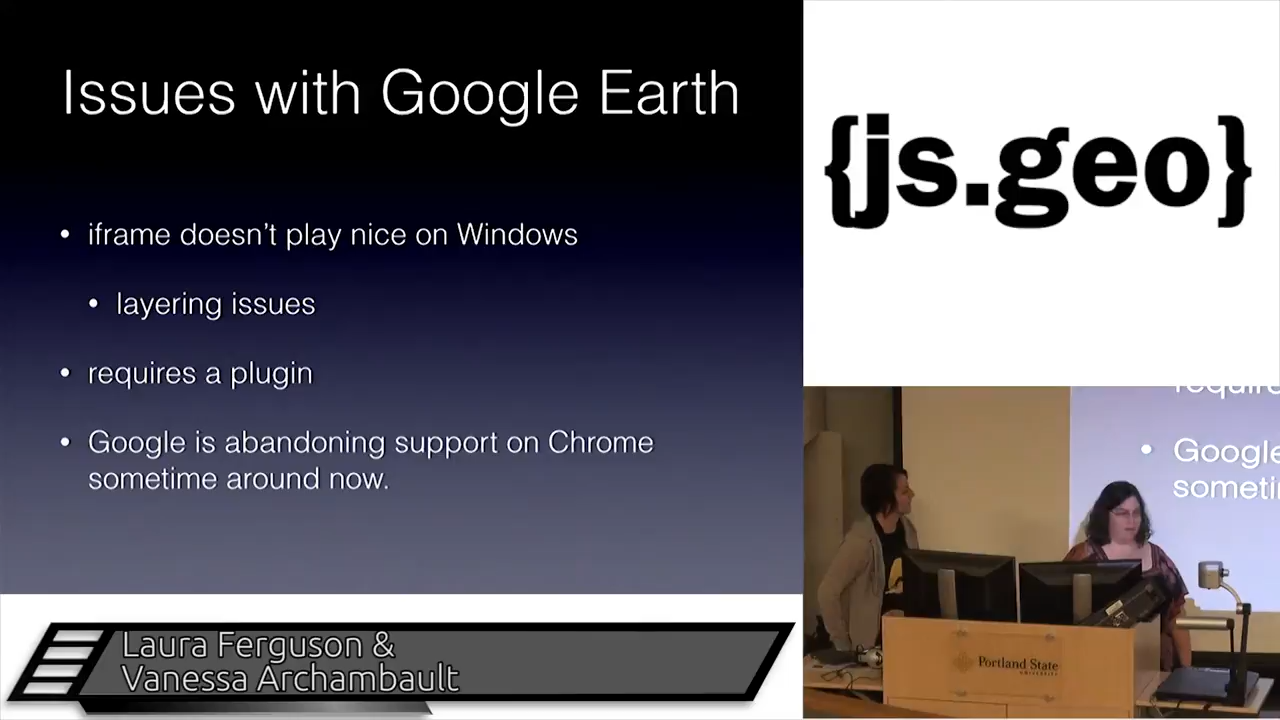 Issues with Google Earth
• iframe doesn't play nice on Windows
• layering issues
• requires a plugin
• Google is abandoning support on Chrome
sometime around now.
{js.geo}
• Google
Portland State
UNIVERSITY
Laura Ferguson &
Vanessa Archambault